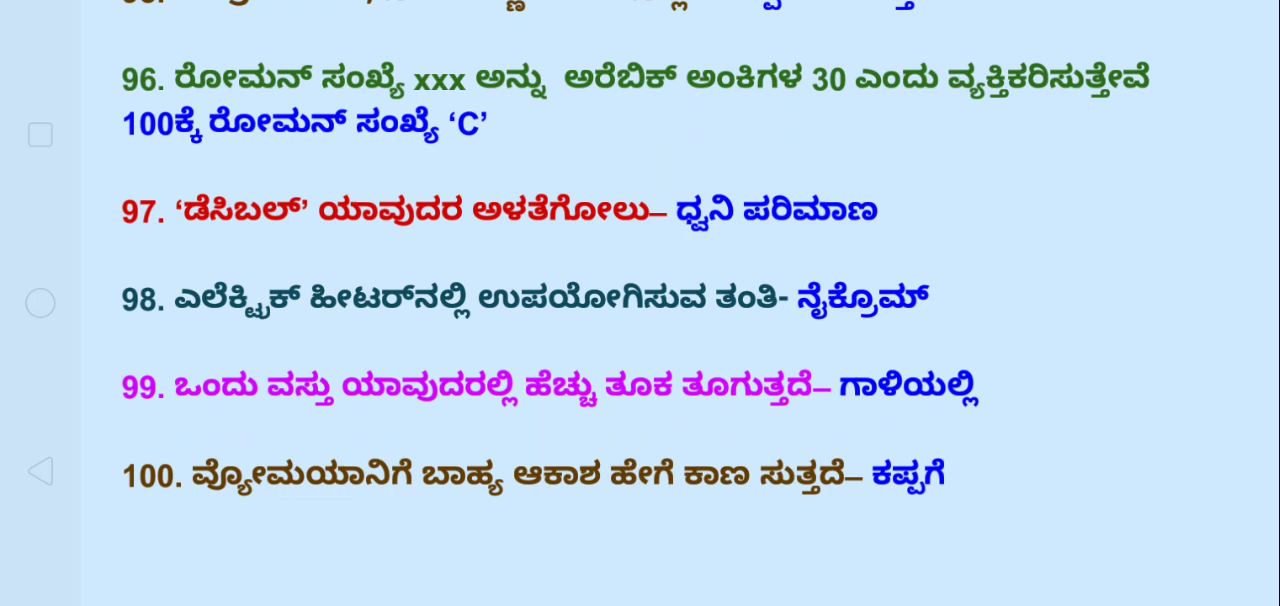 96. ರೋಮನ್ ಸಂಖ್ಯೆ xxx ಅನ್ನು ಅರೆಬಿಕ್ ಅಂಕಿಗಳ 30 ಎಂದು ವ್ಯಕ್ತಿಕರಿಸುತ್ತೇವೆ
100ಕ್ಕೆ ರೋಮನ್ ಸಂಖ್ಯೆ ‘C’
97. ‘ಡೆಸಿಬಲ್’ ಯಾವುದರ ಅಳತೆಗೋಲು– ಧ್ವನಿ ಪರಿಮಾಣ
98. ಎಲೆಕ್ಟ್ರಿಕ್ ಹೀಟರ್‌ನಲ್ಲಿ ಉಪಯೋಗಿಸುವ ತಂತಿ- ನೈಕ್ರೊಮ್
99. ಒಂದು ವಸ್ತು ಯಾವುದರಲ್ಲಿ ಹೆಚ್ಚು ತೂಕ ತೂಗುತ್ತದೆ– ಗಾಳಿಯಲ್ಲಿ
100. ವ್ಯೋಮಯಾನಿಗೆ ಬಾಹ್ಯ ಆಕಾಶ ಹೇಗೆ ಕಾಣ ಸುತ್ತದೆ– ಕಪ್ಪಗೆ